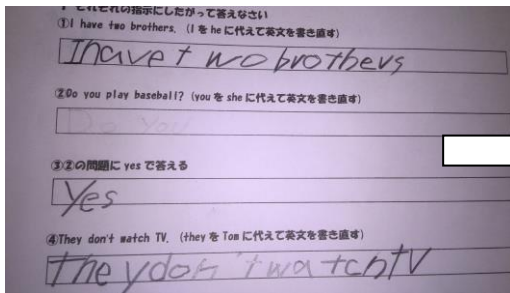 それぞれの指示にしたがって答えなさい
①I have two brothers. (I を he に代えて英文を書き直す)
I have two brothers
②Do you play baseball? (you を she に代えて英文を書き直す)
Do you
③②の問題に yes で答える
Yes
④They don't watch TV. (they を Tom に代えて英文を書き直す)
They don't watch TV